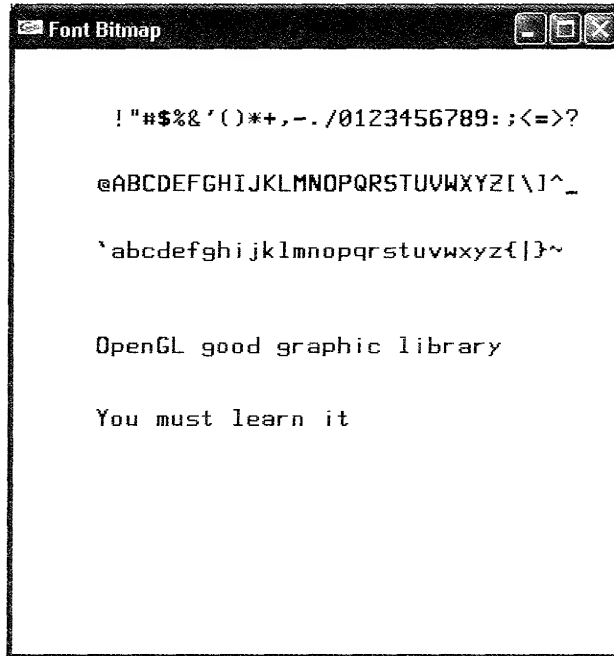 Font Bitmap
!"#$%&'()*+,-./0123456789:;<=>?
@ABCDEFGHIJKLMNOPQRSTUVWXYZ[\]^_
`abcdefghijklmnopqrstuvwxyz{|}~
OpenGL good graphic library
You must learn it